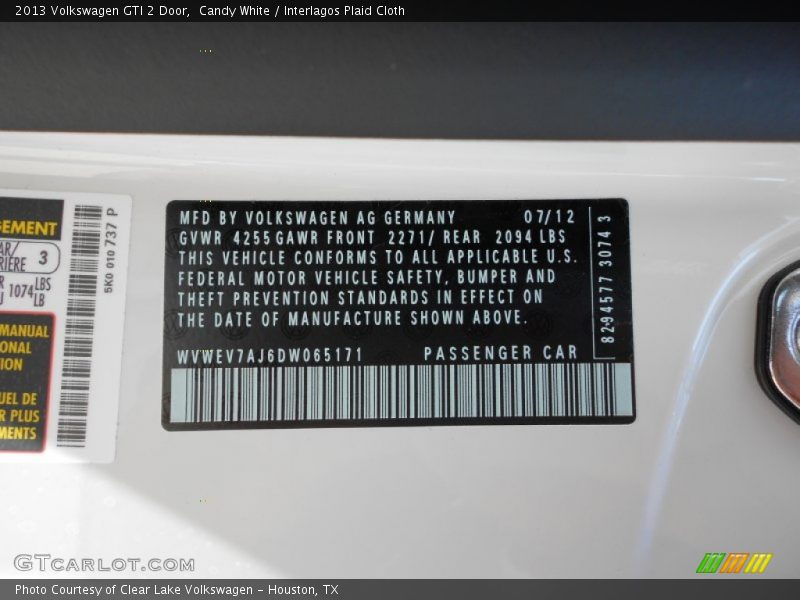 2013 Volkswagen GTI 2 Door, Candy White / Interlagos Plaid Cloth
GEMENT
AR/
RIÈRE 3
1074 LBS
LB
MANUAL
ONAL
ION
UEL DE
R PLUS
MENTS
5K0 010 737 P
MFD BY VOLKSWAGEN AG GERMANY 07/12
GVWR 4255 GAWR FRONT 2271/ REAR 2094 LBS
THIS VEHICLE CONFORMS TO ALL APPLICABLE U.S.
FEDERAL MOTOR VEHICLE SAFETY, BUMPER AND
THEFT PREVENTION STANDARDS IN EFFECT ON
THE DATE OF MANUFACTURE SHOWN ABOVE.
WVWEV7AJ6DW065171 PASSENGER CAR
8294577 3074 3
GTCARLOT.COM
Photo Courtesy of Clear Lake Volkswagen - Houston, TX